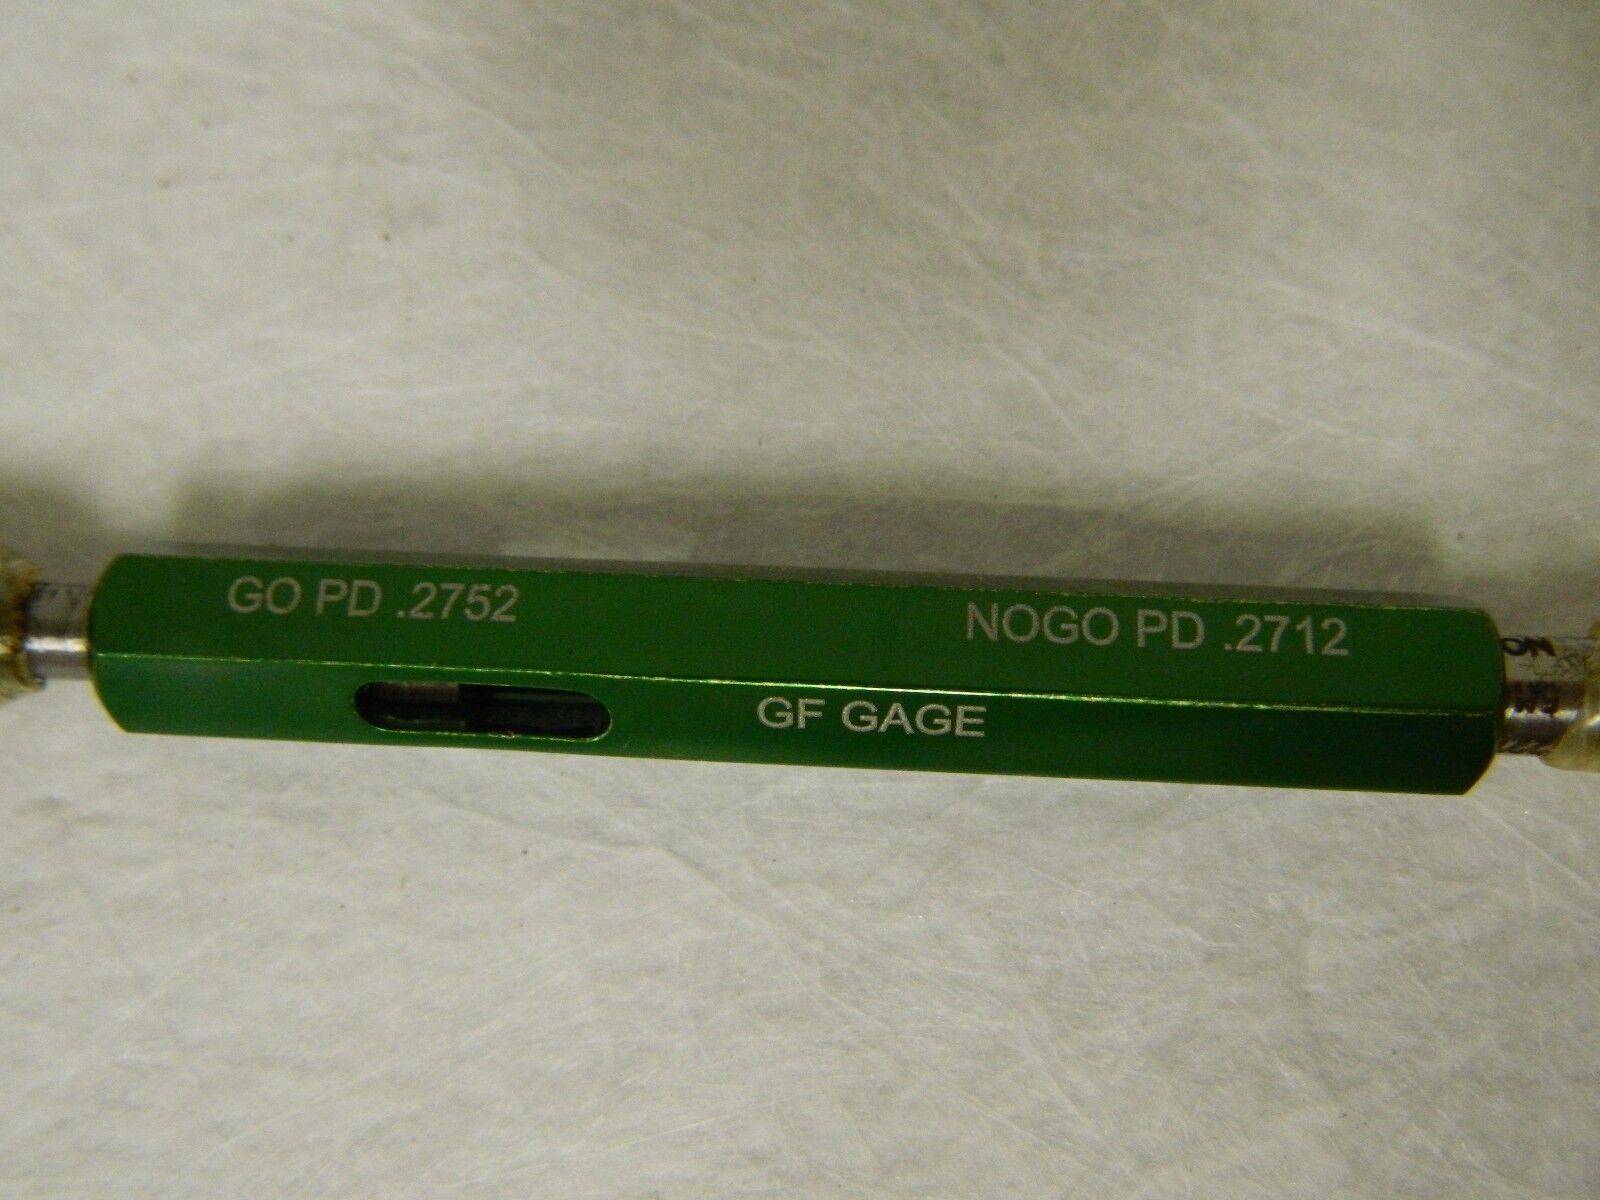 GO PD .2752
NOGO PD .2712
GF GAGE